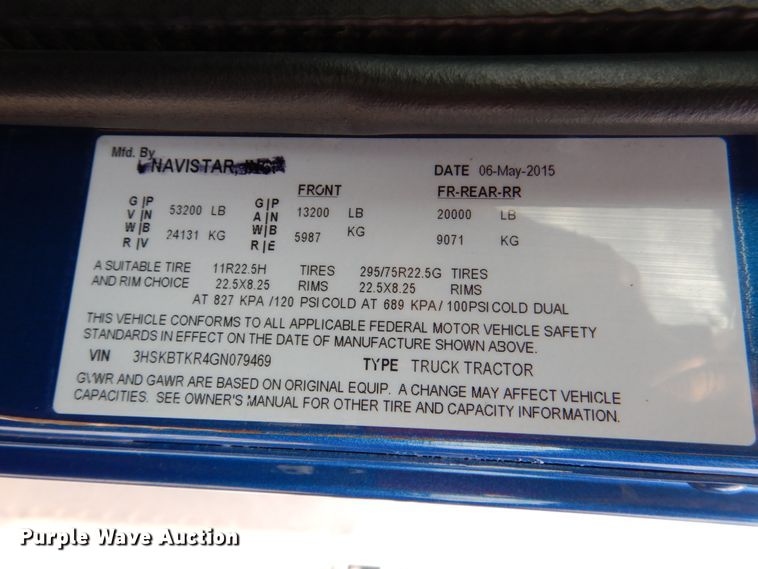 Mfd. By
NAVISTAR, INC.
DATE 06-May-2015
FRONT FR-REAR-RR
G|P 53200 LB G|P 13200 LB 20000 LB
V|N A|N
W|B 24131 KG W|B 5987 KG 9071 KG
R|V R|E
A SUITABLE TIRE 11R22.5H TIRES 295/75R22.5G TIRES
AND RIM CHOICE 22.5X8.25 RIMS 22.5X8.25 RIMS
AT 827 KPA /120 PSI COLD AT 689 KPA/ 100PSI COLD DUAL
THIS VEHICLE CONFORMS TO ALL APPLICABLE FEDERAL MOTOR VEHICLE SAFETY
STANDARDS IN EFFECT ON THE DATE OF MANUFACTURE SHOWN ABOVE.
VIN 3HSKBTKR4GN079469 TYPE TRUCK TRACTOR
GVWR AND GAWR ARE BASED ON ORIGINAL EQUIP. A CHANGE MAY AFFECT VEHICLE
CAPACITIES. SEE OWNER'S MANUAL FOR OTHER TIRE AND CAPACITY INFORMATION.
Purple Wave Auction